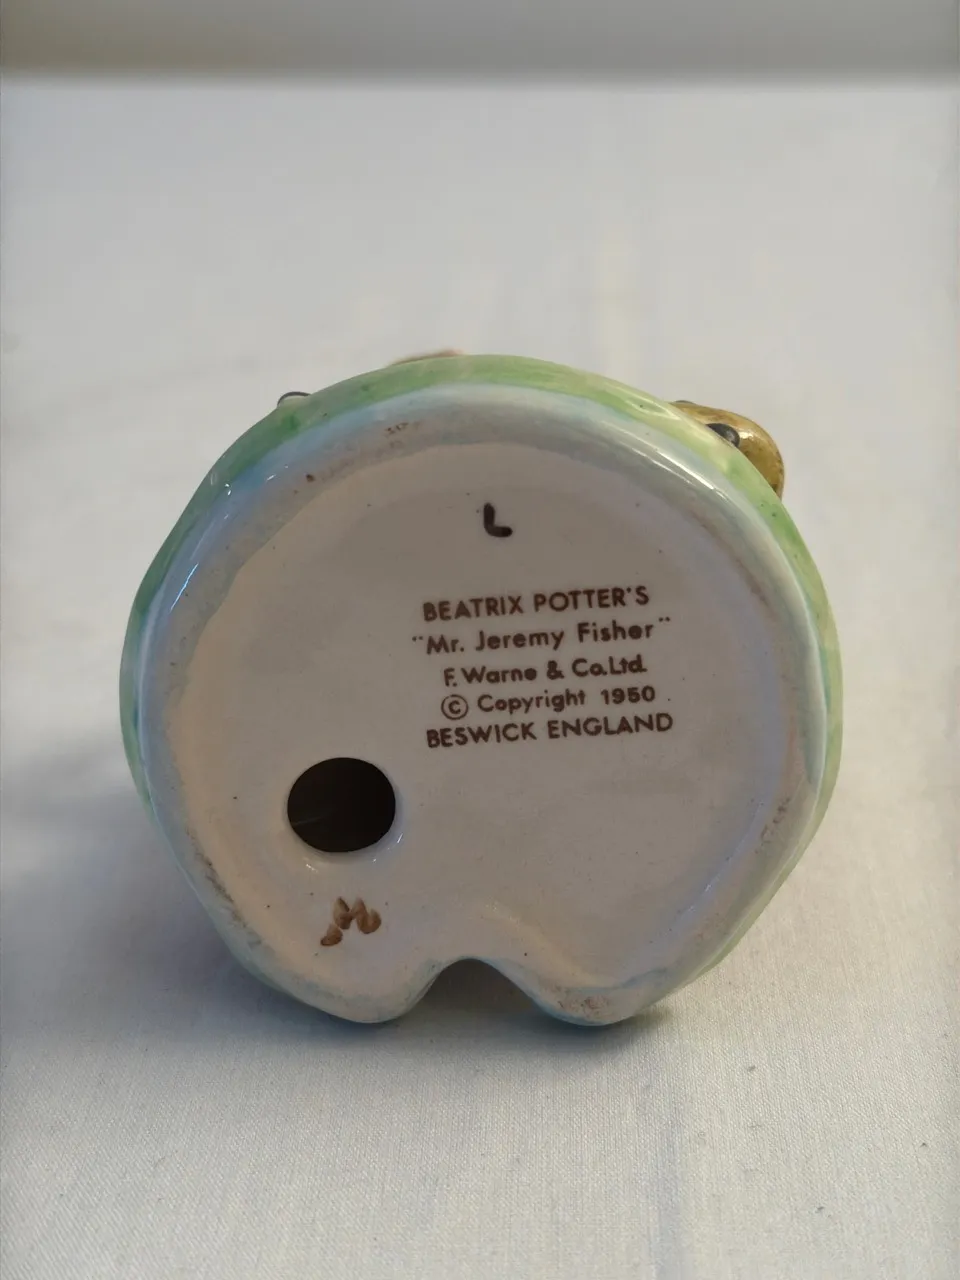 L
BEATRIX POTTER'S
"Mr. Jeremy Fisher"
F. Warne & Co. Ltd.
© Copyright 1950
BESWICK ENGLAND
M